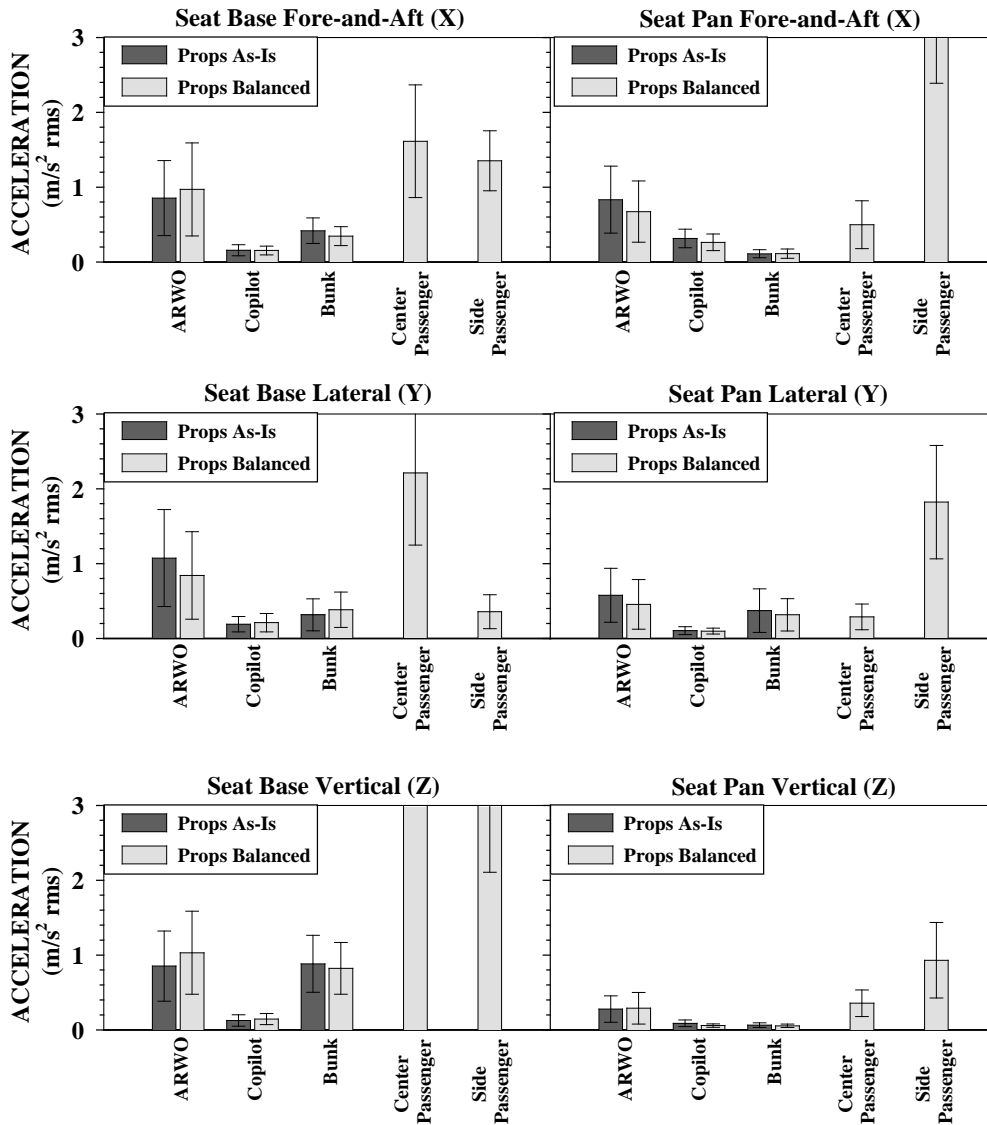 Seat Base Fore-and-Aft (X)
Seat Pan Fore-and-Aft (X)
ACCELERATION
(m/s² rms)
3
2
1
0
Props As-Is
Props Balanced
ARWO
Copilot
Bunk
Center
Passenger
Side
Passenger
Props As-Is
Props Balanced
ARWO
Copilot
Bunk
Center
Passenger
Side
Passenger
Seat Base Lateral (Y)
Seat Pan Lateral (Y)
ACCELERATION
(m/s² rms)
3
2
1
0
Props As-Is
Props Balanced
ARWO
Copilot
Bunk
Center
Passenger
Side
Passenger
Props As-Is
Props Balanced
ARWO
Copilot
Bunk
Center
Passenger
Side
Passenger
Seat Base Vertical (Z)
Seat Pan Vertical (Z)
ACCELERATION
(m/s² rms)
3
2
1
0
Props As-Is
Props Balanced
ARWO
Copilot
Bunk
Center
Passenger
Side
Passenger
Props As-Is
Props Balanced
ARWO
Copilot
Bunk
Center
Passenger
Side
Passenger